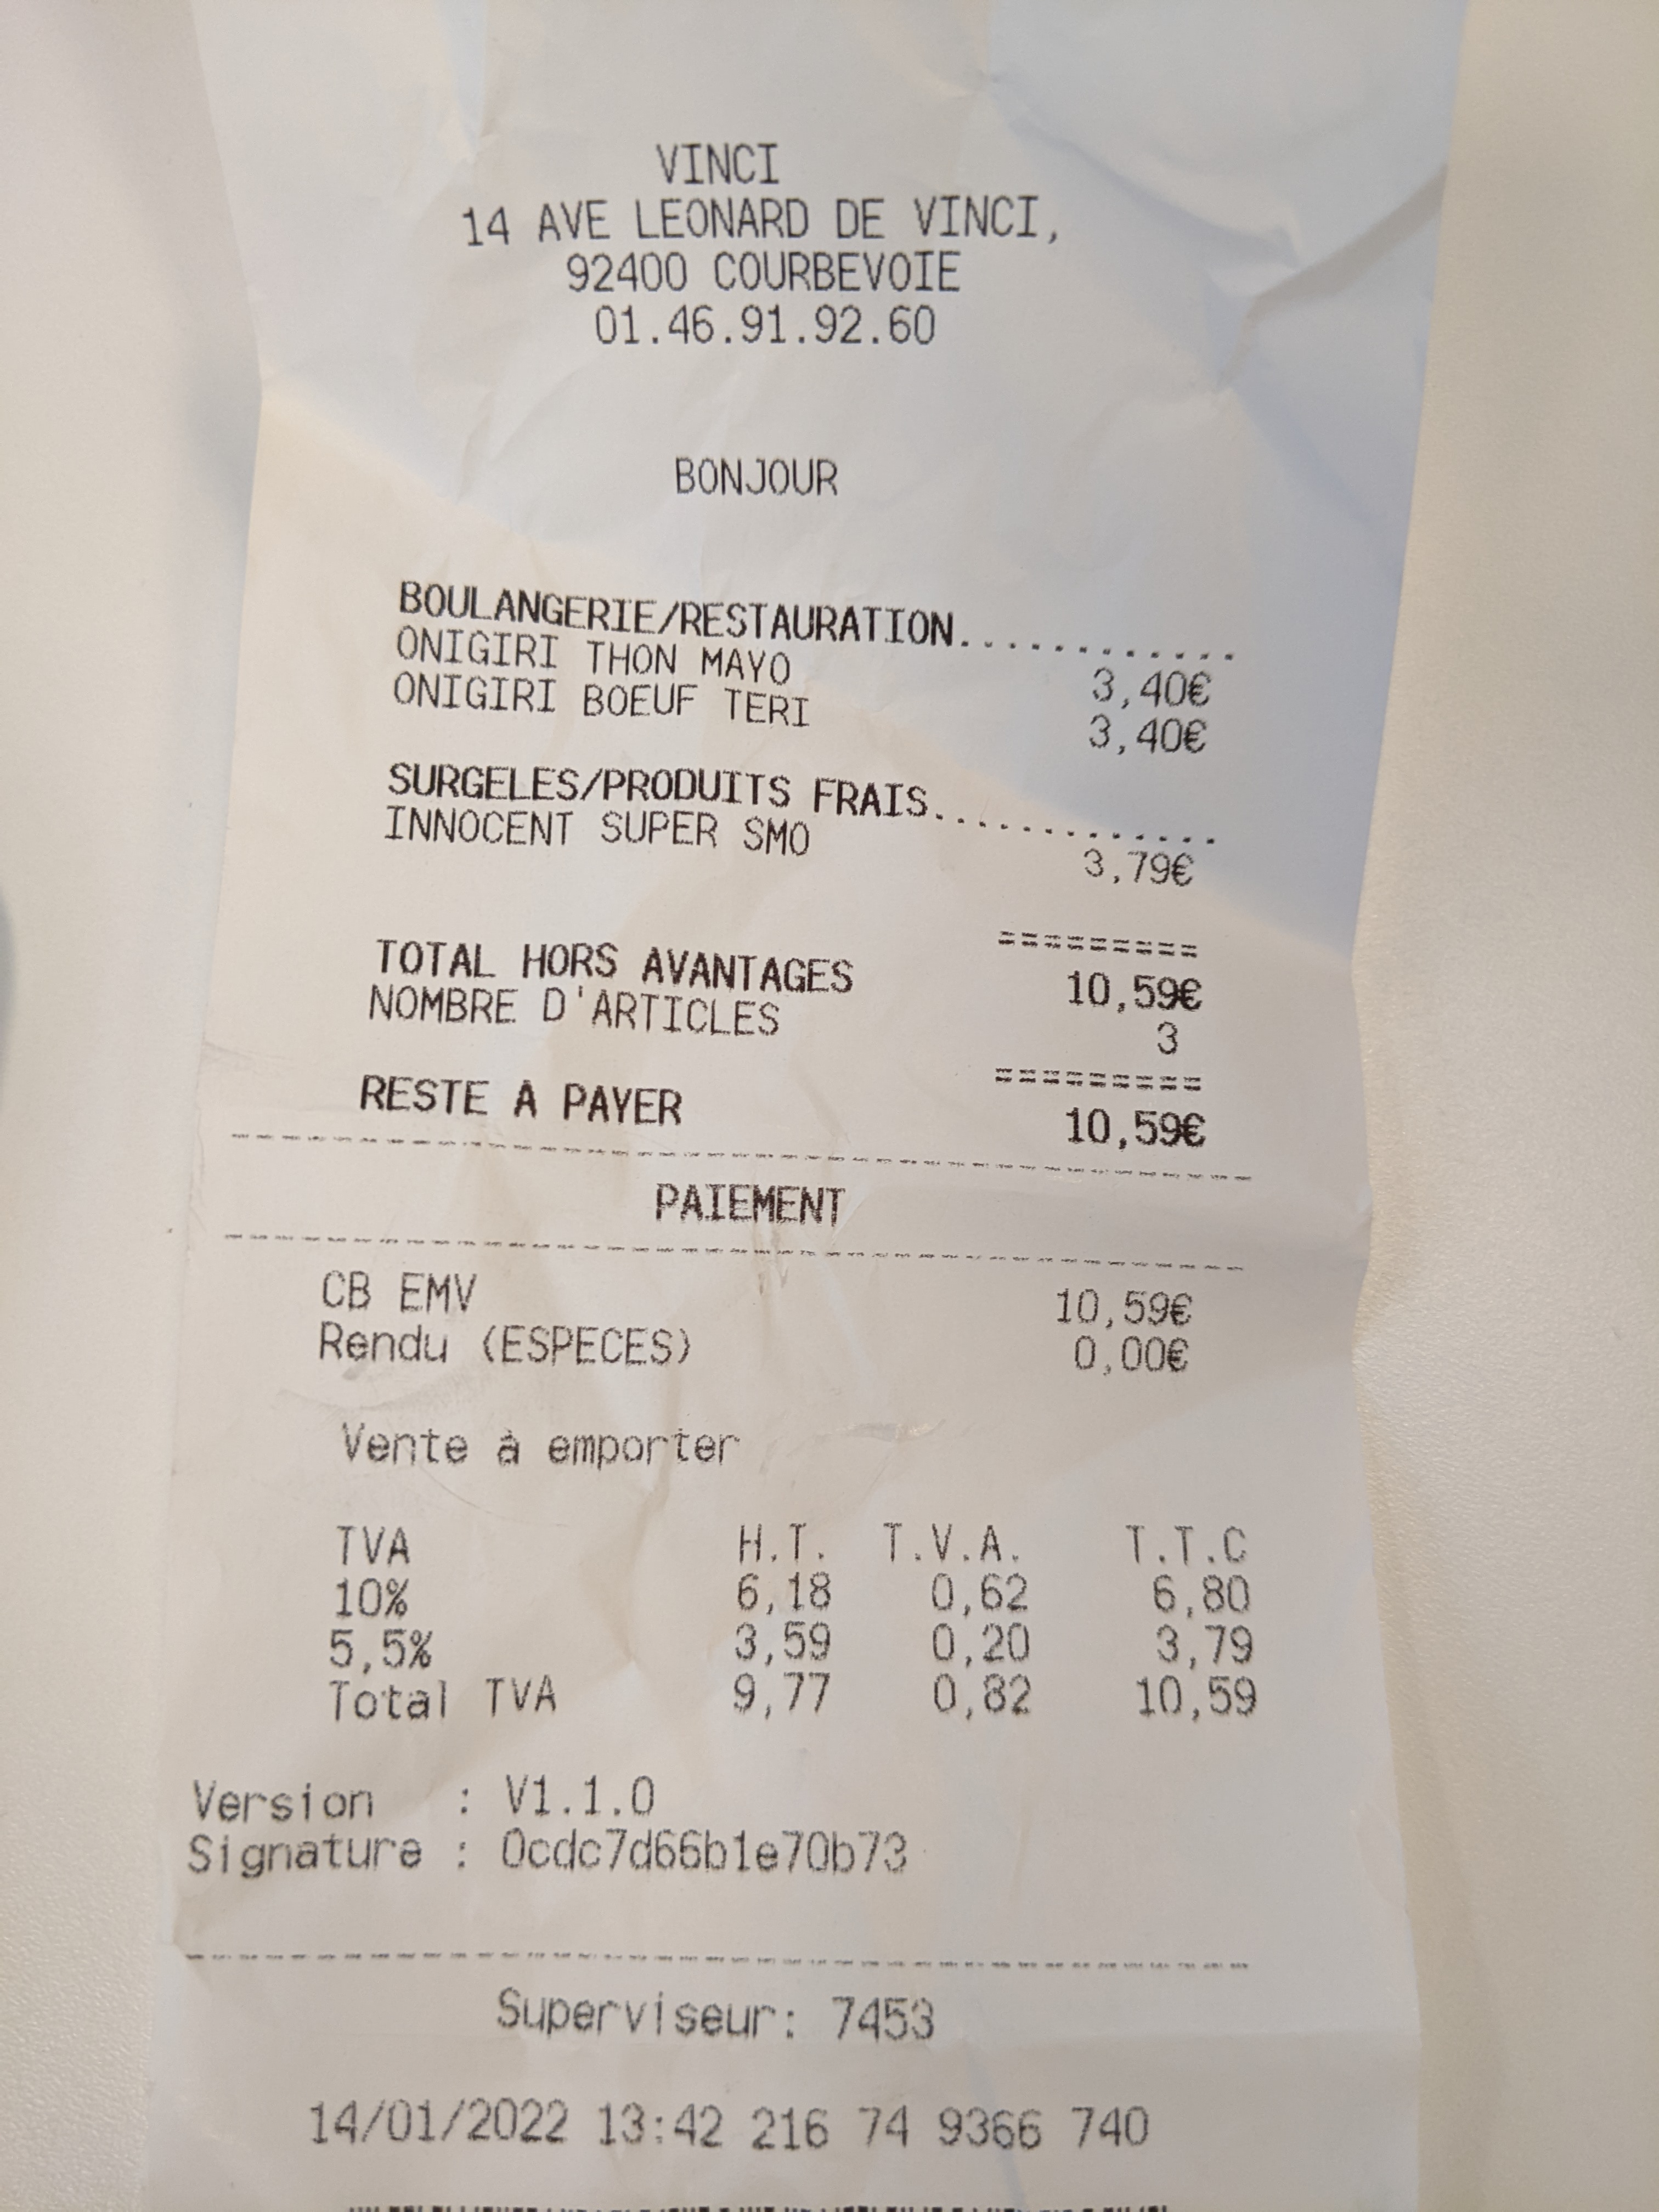 VINCI
14 AVE LEONARD DE VINCI,
92400 COURBEVOIE
01.46.91.92.60
BONJOUR
BOULANGERIE/RESTAURATION............
ONIGIRI THON MAYO 3,40€
ONIGIRI BOEUF TERI 3,40€
SURGELES/PRODUITS FRAIS............
INNOCENT SUPER SMO 3,79€
=========
TOTAL HORS AVANTAGES 10,59€
NOMBRE D'ARTICLES 3
=========
RESTE A PAYER 10,59€
PAIEMENT
CB EMV 10,59€
Rendu (ESPECES) 0,00€
Vente à emporter
TVA H.T. T.V.A. T.T.C
10% 6,18 0,62 6,80
5,5% 3,59 0,20 3,79
Total TVA 9,77 0,82 10,59
Version : V1.1.0
Signature : 0cdc7d66b1e70b73
Superviseur: 7453
14/01/2022 13:42 216 74 9366 740